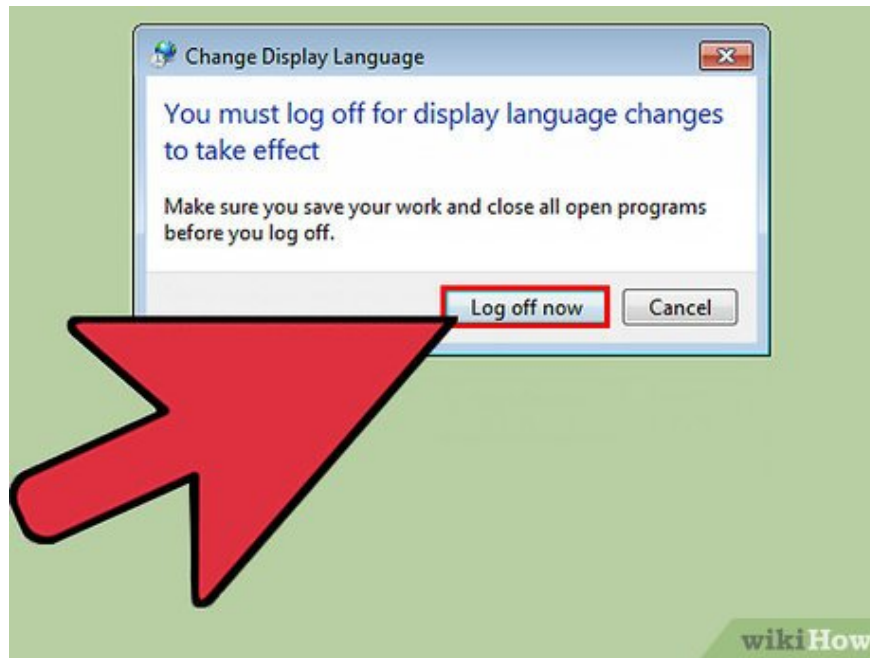 Change Display Language
You must log off for display language changes
to take effect
Make sure you save your work and close all open programs
before you log off.
Log off now
Cancel
wikiHow